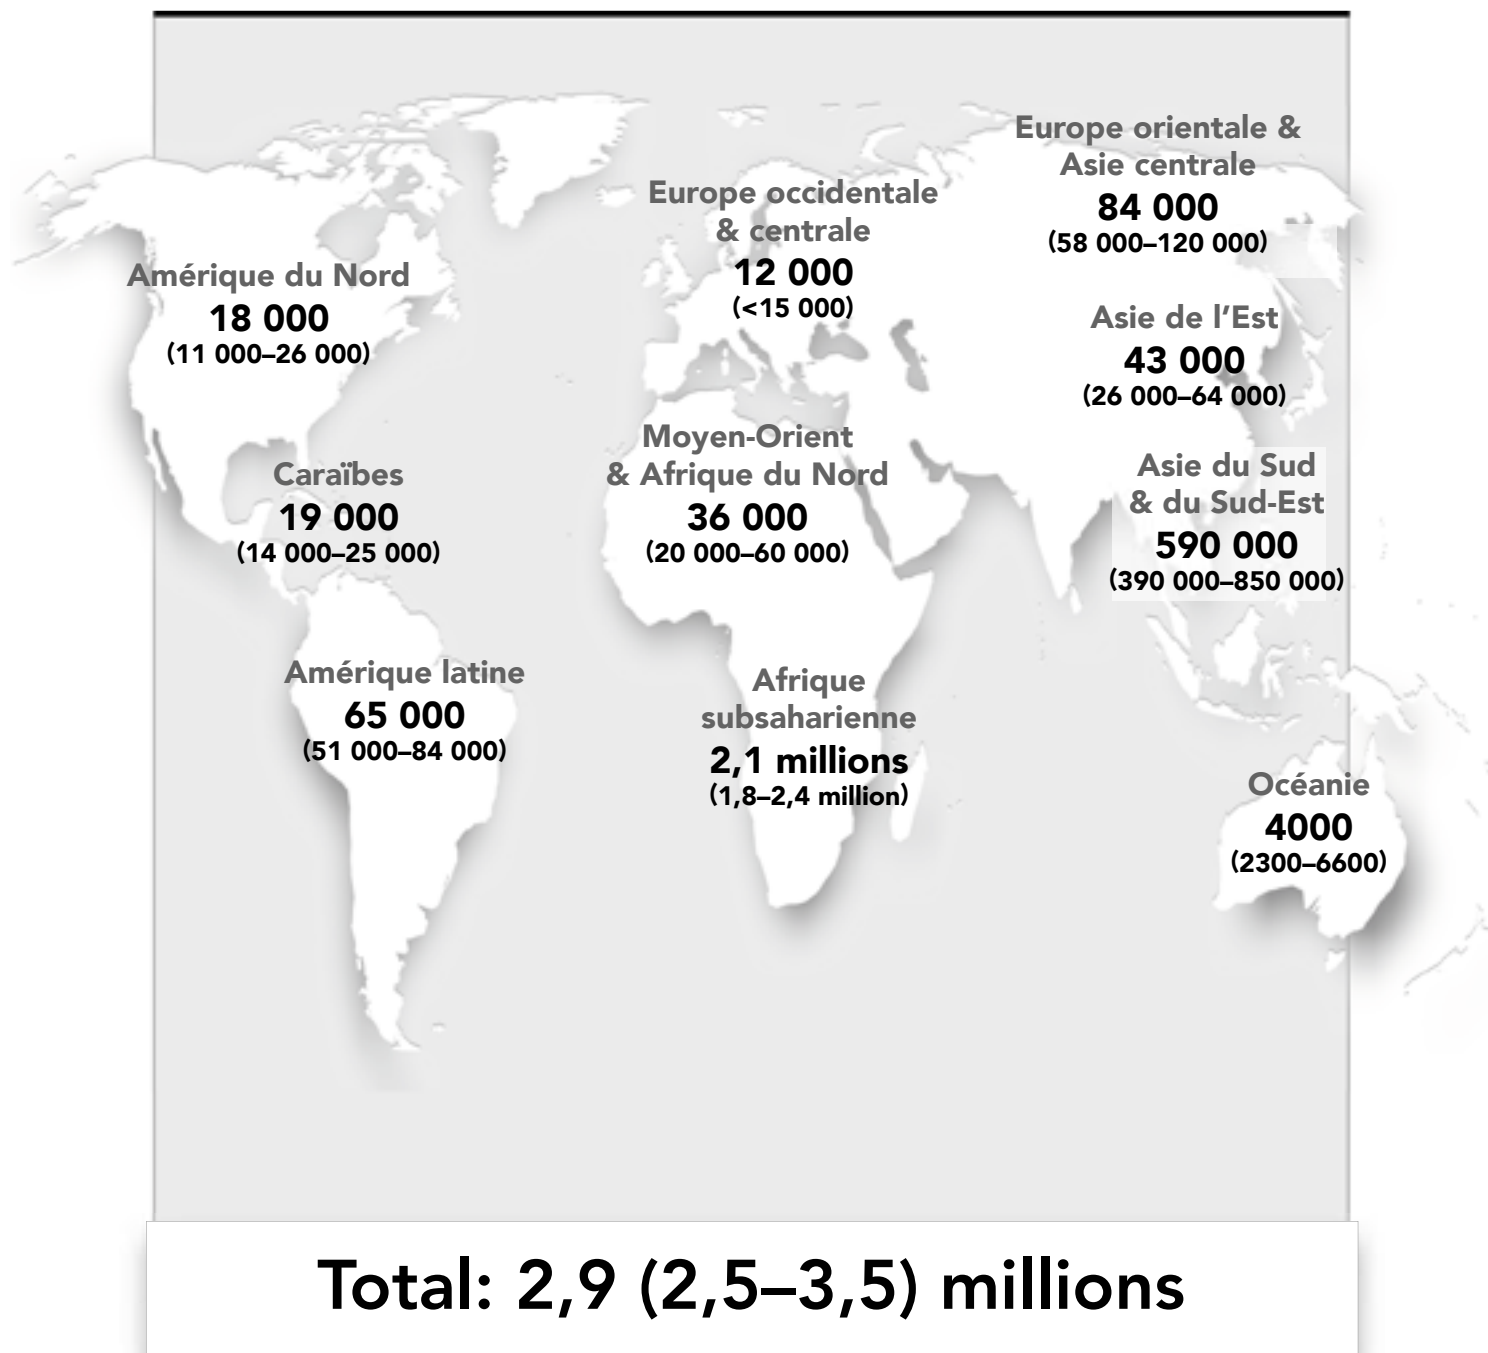 Europe orientale &
Asie centrale
84 000
(58 000–120 000)
Europe occidentale
& centrale
12 000
(<15 000)
Amérique du Nord
18 000
(11 000–26 000)
Asie de l’Est
43 000
(26 000–64 000)
Moyen-Orient
& Afrique du Nord
36 000
(20 000–60 000)
Caraïbes
19 000
(14 000–25 000)
Asie du Sud
& du Sud-Est
590 000
(390 000–850 000)
Amérique latine
65 000
(51 000–84 000)
Afrique
subsaharienne
2,1 millions
(1,8–2,4 million)
Océanie
4000
(2300–6600)
Total: 2,9 (2,5–3,5) millions